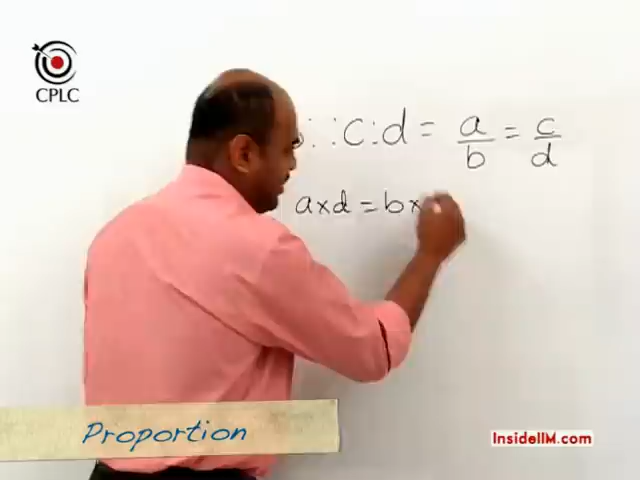 CPLC
: : c : d = a/b = c/d
a x d = b x
Proportion
InsideIIM.com